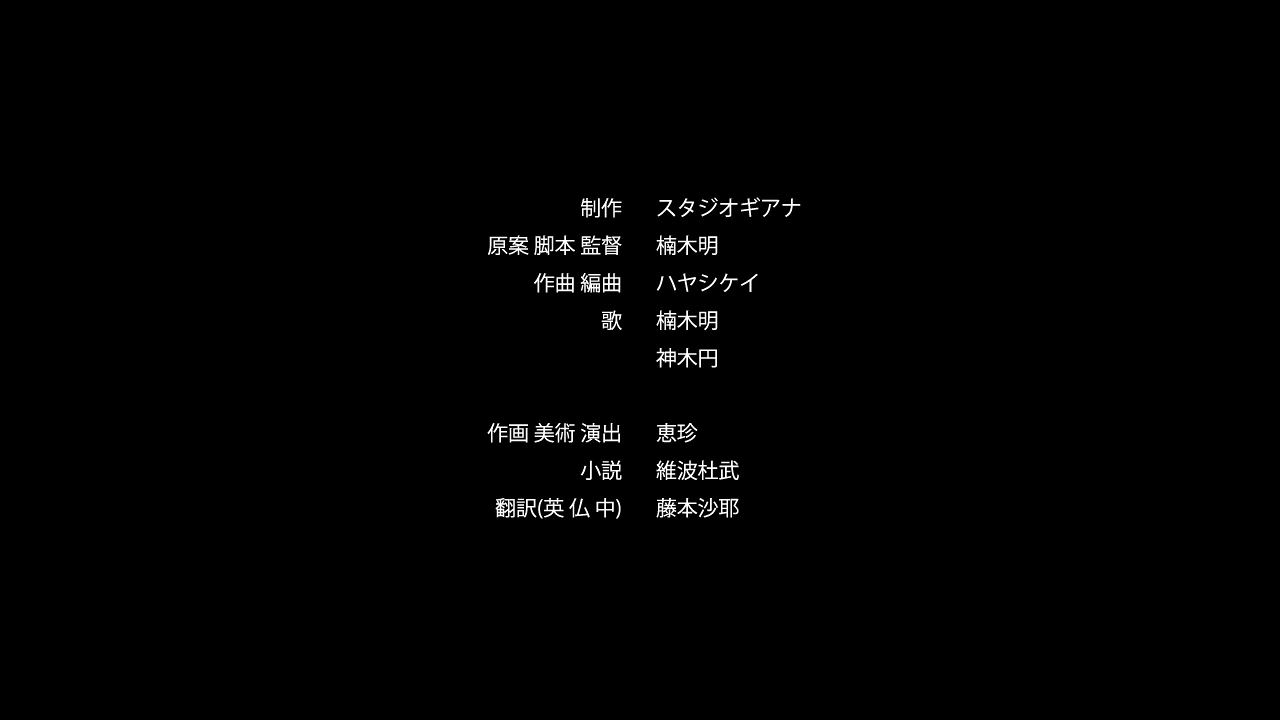 制作 スタジオギアナ
原案 脚本 監督 楠木明
作曲 編曲 ハヤシケイ
歌 楠木明
神木円
作画 美術 演出 恵珍
小説 維波杜武
翻訳(英 仏 中) 藤本沙耶